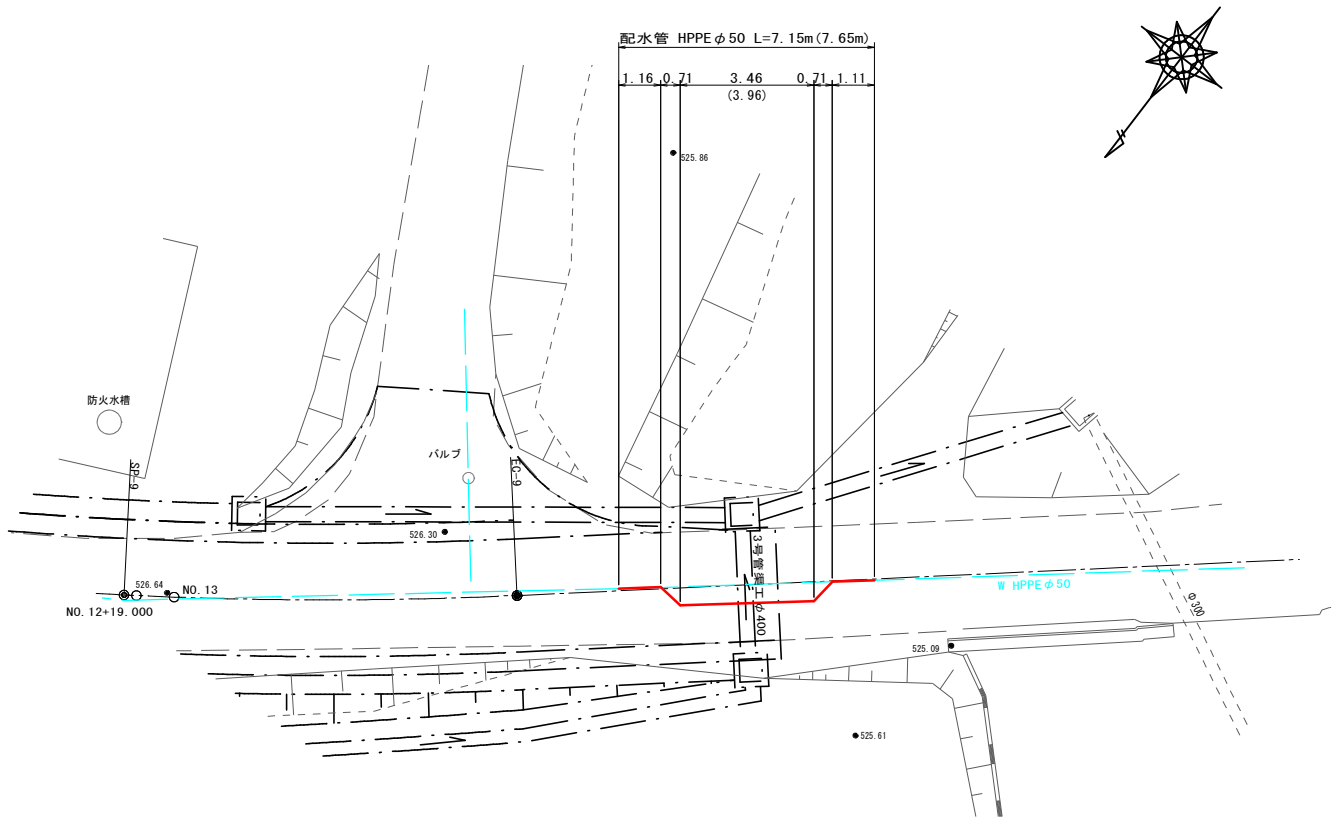 配水管 HPPEφ50 L=7.15m(7.65m)
1.16 0.71 3.46 0.71 1.11
(3.96)
525.86
防火水槽
バルブ
SP-9
EC-9
526.30
3号管渠工φ400
526.64
NO.13
NO.12+19.000
W HPPEφ50
Φ300
525.09
525.61